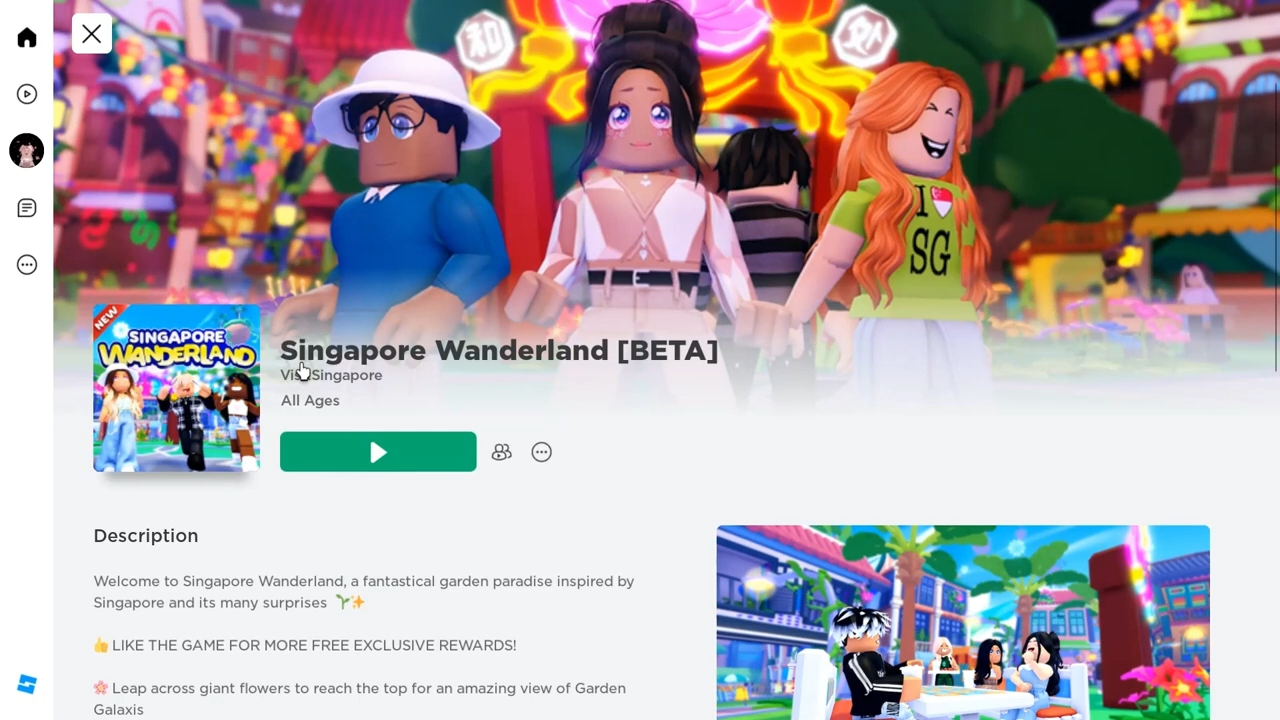 和
I
SG
NEW
SINGAPORE
WANDERLAND
Singapore Wanderland [BETA]
Singapore
All Ages
Description
Welcome to Singapore Wanderland, a fantastical garden paradise inspired by
Singapore and its many surprises 🌱✨
👍 LIKE THE GAME FOR MORE FREE EXCLUSIVE REWARDS!
🌸 Leap across giant flowers to reach the top for an amazing view of Garden
Galaxis